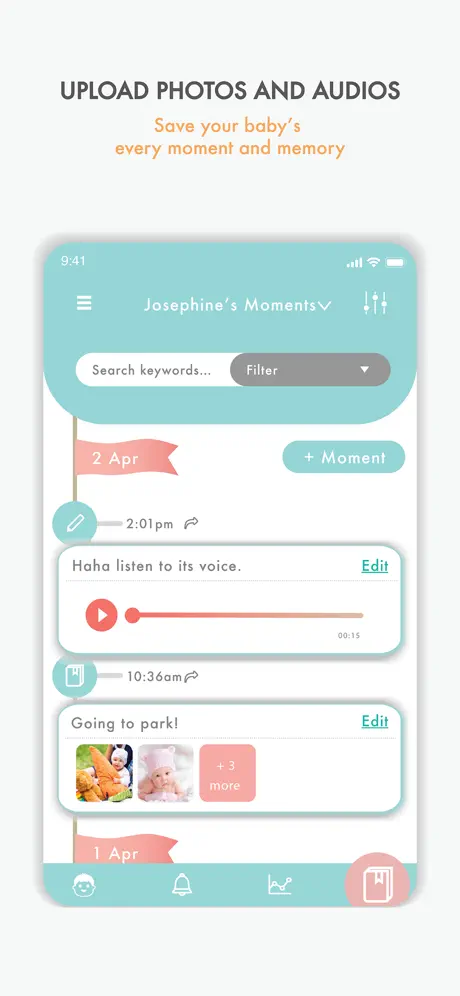 UPLOAD PHOTOS AND AUDIOS
Save your baby's
every moment and memory
9:41
Josephine's Moments
Search keywords...
Filter
2 Apr
+ Moment
2:01pm
Haha listen to its voice.
Edit
00:15
10:36am
Going to park!
Edit
+ 3
more
1 Apr